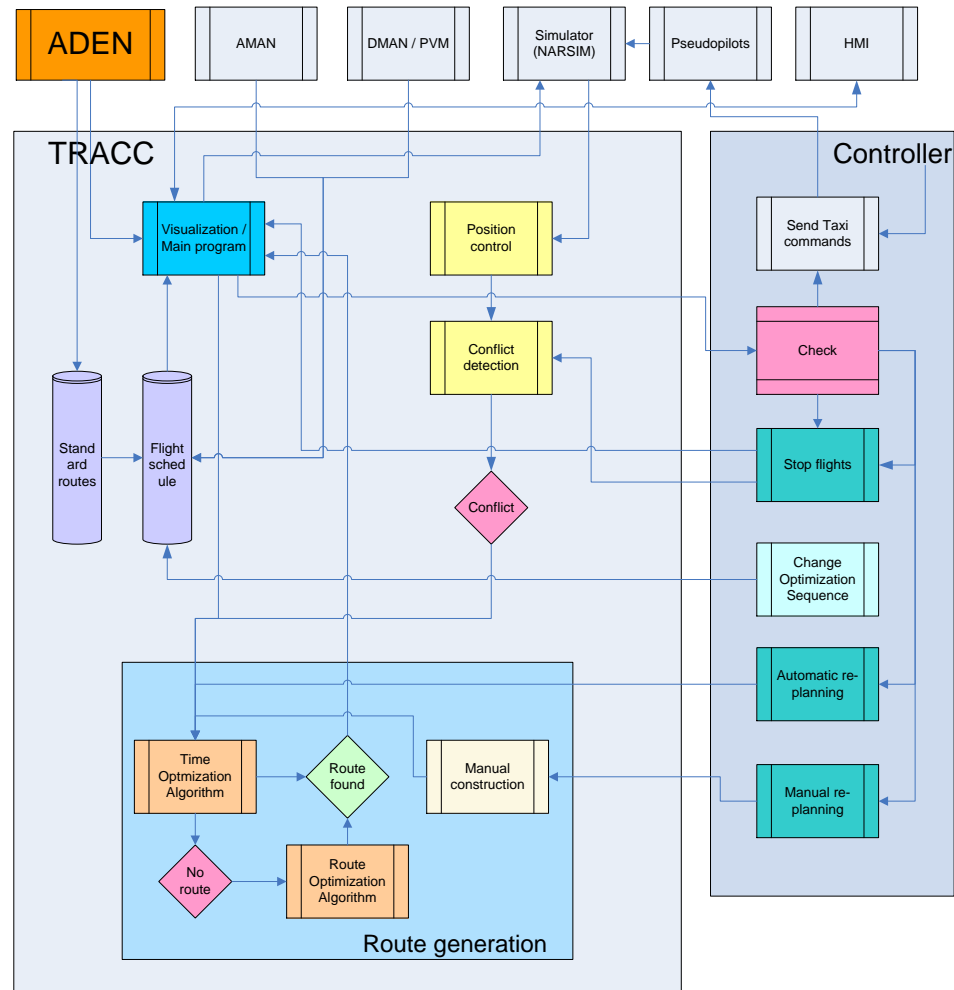 ADEN
AMAN
DMAN / PVM
Simulator
(NARSIM)
Pseudopilots
HMI
TRACC
Controller
Visualization /
Main program
Position
control
Send Taxi
commands
Conflict
detection
Check
Stand
ard
routes
Flight
sched
ule
Stop flights
Conflict
Change
Optimization
Sequence
Automatic re-
planning
Time
Optmization
Algorithm
Route
found
Manual
construction
Manual re-
planning
No
route
Route
Optimization
Algorithm
Route generation